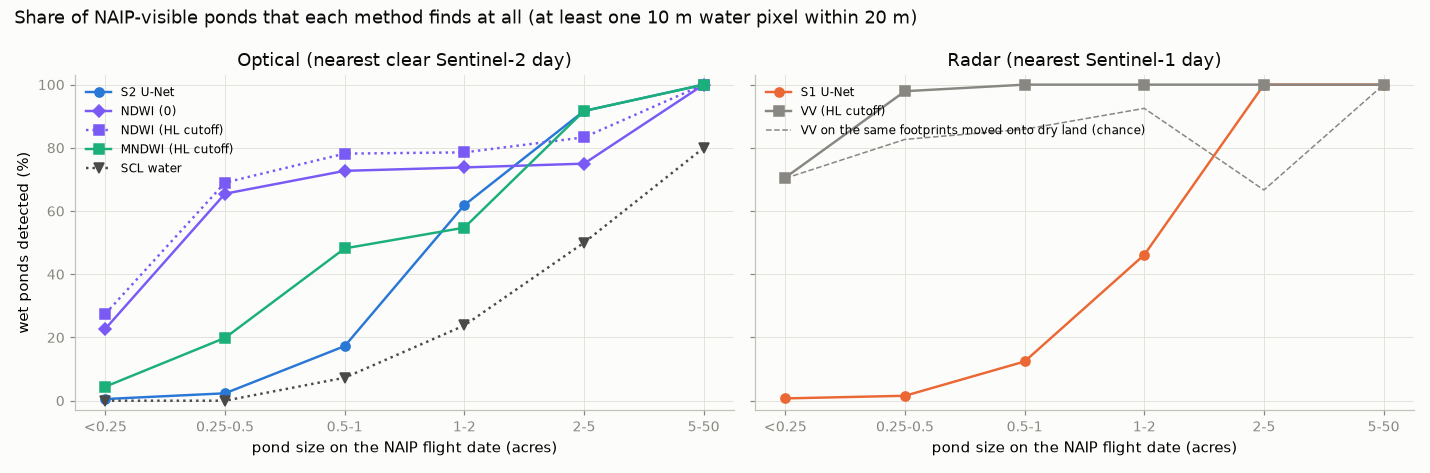 Share of NAIP-visible ponds that each method finds at all (at least one 10 m water pixel within 20 m)
Optical (nearest clear Sentinel-2 day)
S2 U-Net
NDWI (0)
NDWI (HL cutoff)
MNDWI (HL cutoff)
SCL water
wet ponds detected (%)
100
80
60
40
20
0
<0.25 0.25-0.5 0.5-1 1-2 2-5 5-50
pond size on the NAIP flight date (acres)
Radar (nearest Sentinel-1 day)
S1 U-Net
VV (HL cutoff)
VV on the same footprints moved onto dry land (chance)
<0.25 0.25-0.5 0.5-1 1-2 2-5 5-50
pond size on the NAIP flight date (acres)